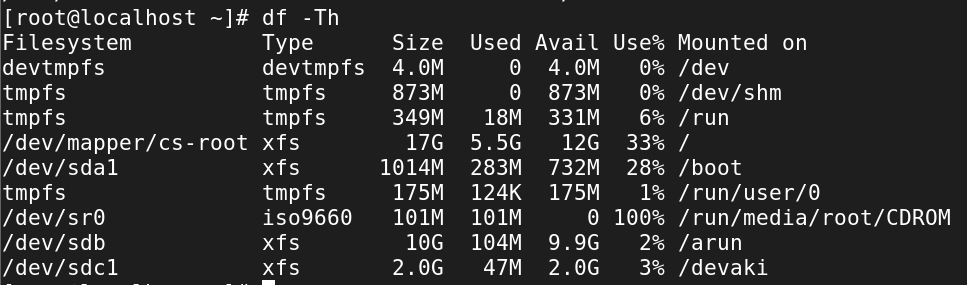 [root@localhost ~]# df -Th
Filesystem Type Size Used Avail Use% Mounted on
devtmpfs devtmpfs 4.0M 0 4.0M 0% /dev
tmpfs tmpfs 873M 0 873M 0% /dev/shm
tmpfs tmpfs 349M 18M 331M 6% /run
/dev/mapper/cs-root xfs 17G 5.5G 12G 33% /
/dev/sda1 xfs 1014M 283M 732M 28% /boot
tmpfs tmpfs 175M 124K 175M 1% /run/user/0
/dev/sr0 iso9660 101M 101M 0 100% /run/media/root/CDROM
/dev/sdb xfs 10G 104M 9.9G 2% /arun
/dev/sdc1 xfs 2.0G 47M 2.0G 3% /devaki